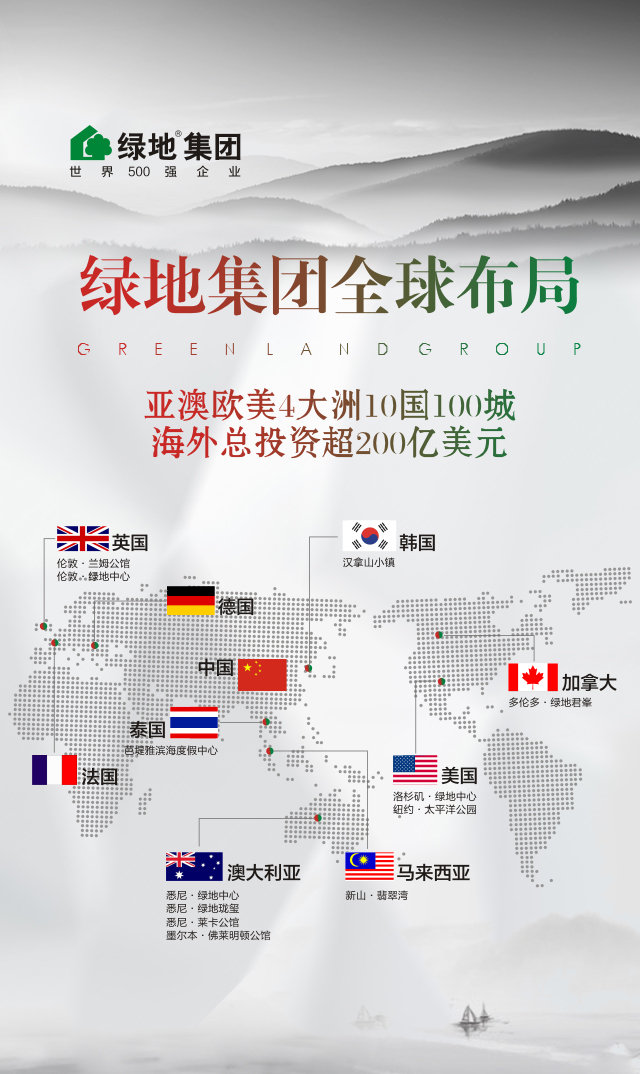 绿地®集团
世界500强企业
绿地集团全球布局
GREENLANDGROUP
亚澳欧美4大洲10国100城
海外总投资超200亿美元
英国
伦敦·兰姆公馆
伦敦·绿地中心
韩国
汉拿山小镇
德国
中国
加拿大
多伦多·绿地君峯
泰国
芭堤雅滨海度假中心
法国
美国
洛杉矶·绿地中心
纽约·太平洋公园
澳大利亚
悉尼·绿地中心
悉尼·绿地珑玺
悉尼·莱卡公馆
墨尔本·佛莱明顿公馆
马来西亚
新山·翡翠湾